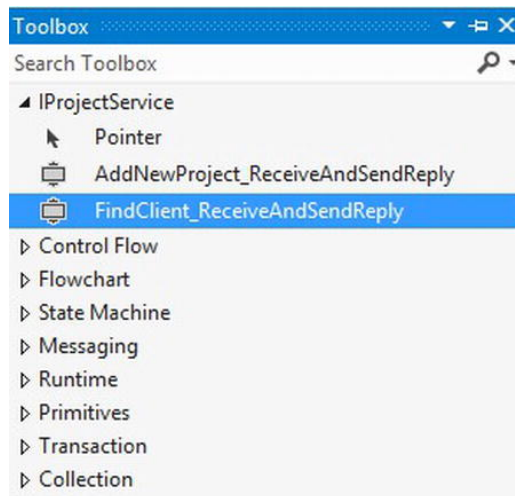 Toolbox
Search Toolbox
IProjectService
Pointer
AddNewProject_ReceiveAndSendReply
FindClient_ReceiveAndSendReply
Control Flow
Flowchart
State Machine
Messaging
Runtime
Primitives
Transaction
Collection